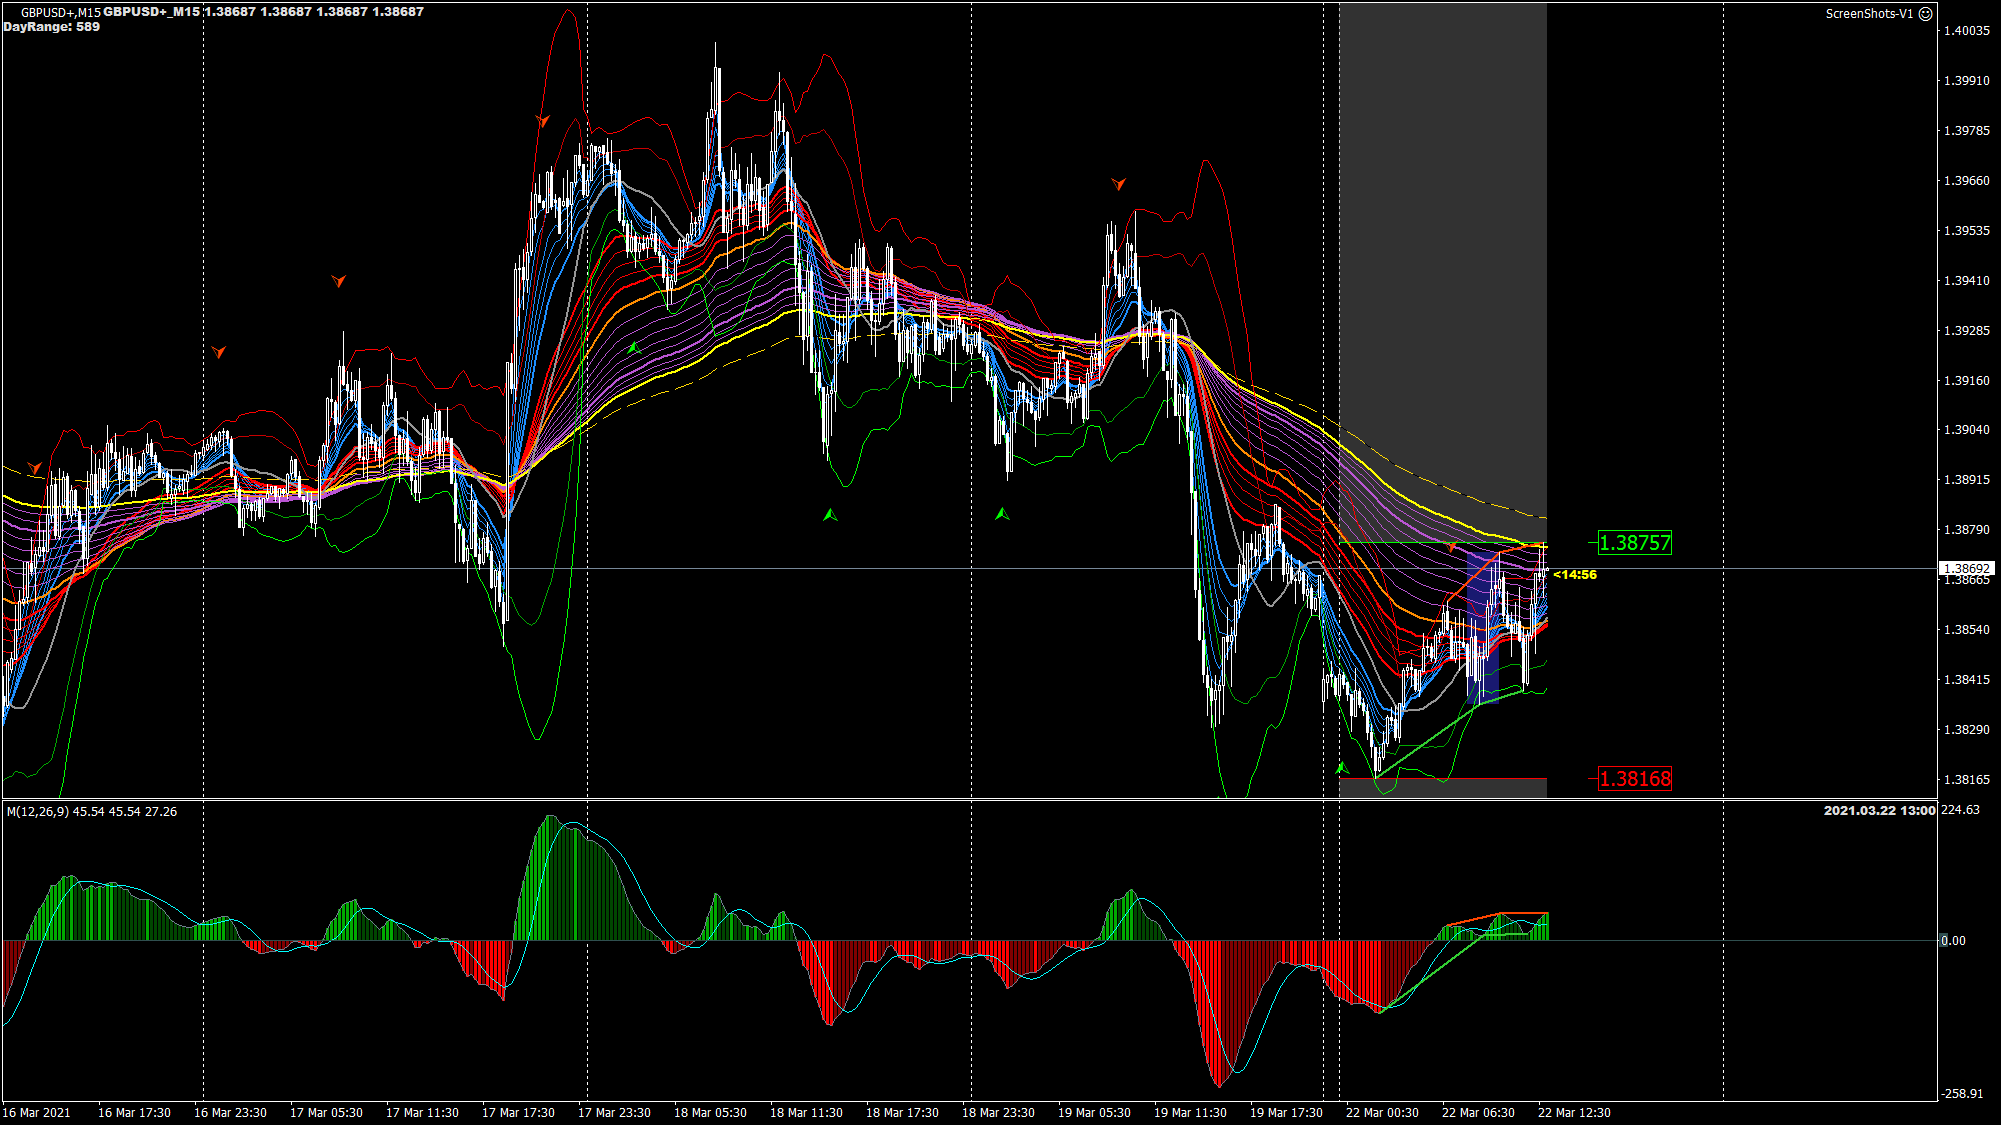 GBPUSD+,M15 GBPUSD+_M15 1.38687 1.38687 1.38687 1.38687
ScreenShots-V1 ☺
DayRange: 589
1.40035
1.39910
1.39785
1.39660
1.39535
1.39410
1.39285
1.39160
1.39040
1.38915
1.38790
1.38757
1.38692
<14:56
1.38665
1.38540
1.38415
1.38290
1.38168
1.38165
M(12,26,9) 45.54 45.54 27.26
2021.03.22 13:00
224.63
0.00
-258.91
16 Mar 2021
16 Mar 17:30
16 Mar 23:30
17 Mar 05:30
17 Mar 11:30
17 Mar 17:30
17 Mar 23:30
18 Mar 05:30
18 Mar 11:30
18 Mar 17:30
18 Mar 23:30
19 Mar 05:30
19 Mar 11:30
19 Mar 17:30
22 Mar 00:30
22 Mar 06:30
22 Mar 12:30